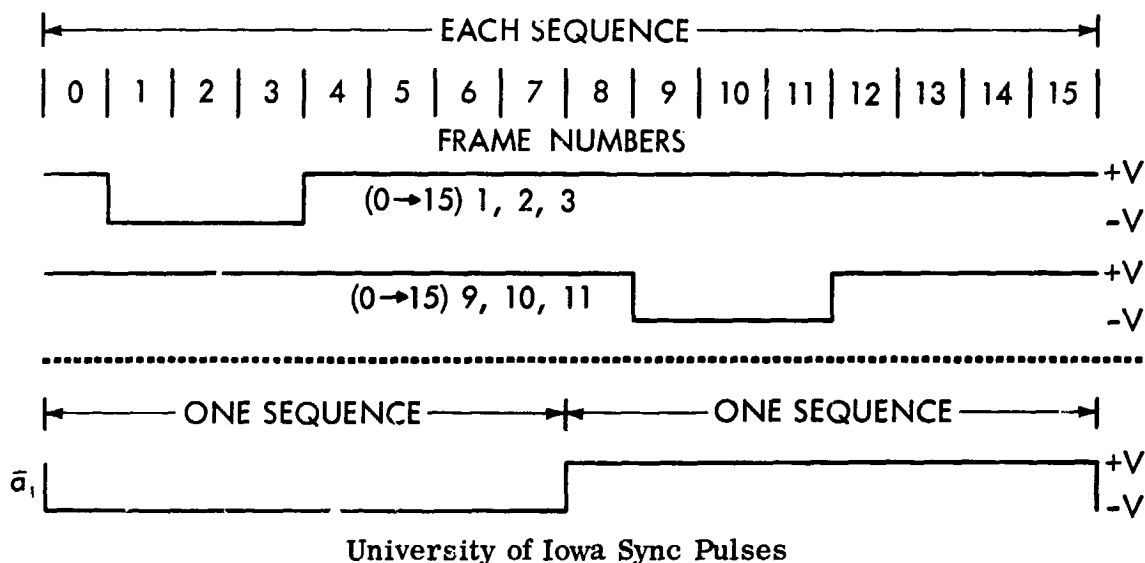 EACH SEQUENCE
0 1 2 3 4 5 6 7 8 9 10 11 12 13 14 15
FRAME NUMBERS
+V
(0→15) 1, 2, 3
-V
+V
(0→15) 9, 10, 11
-V
ONE SEQUENCE ONE SEQUENCE
+V
ā₁
-V
University of Iowa Sync Pulses